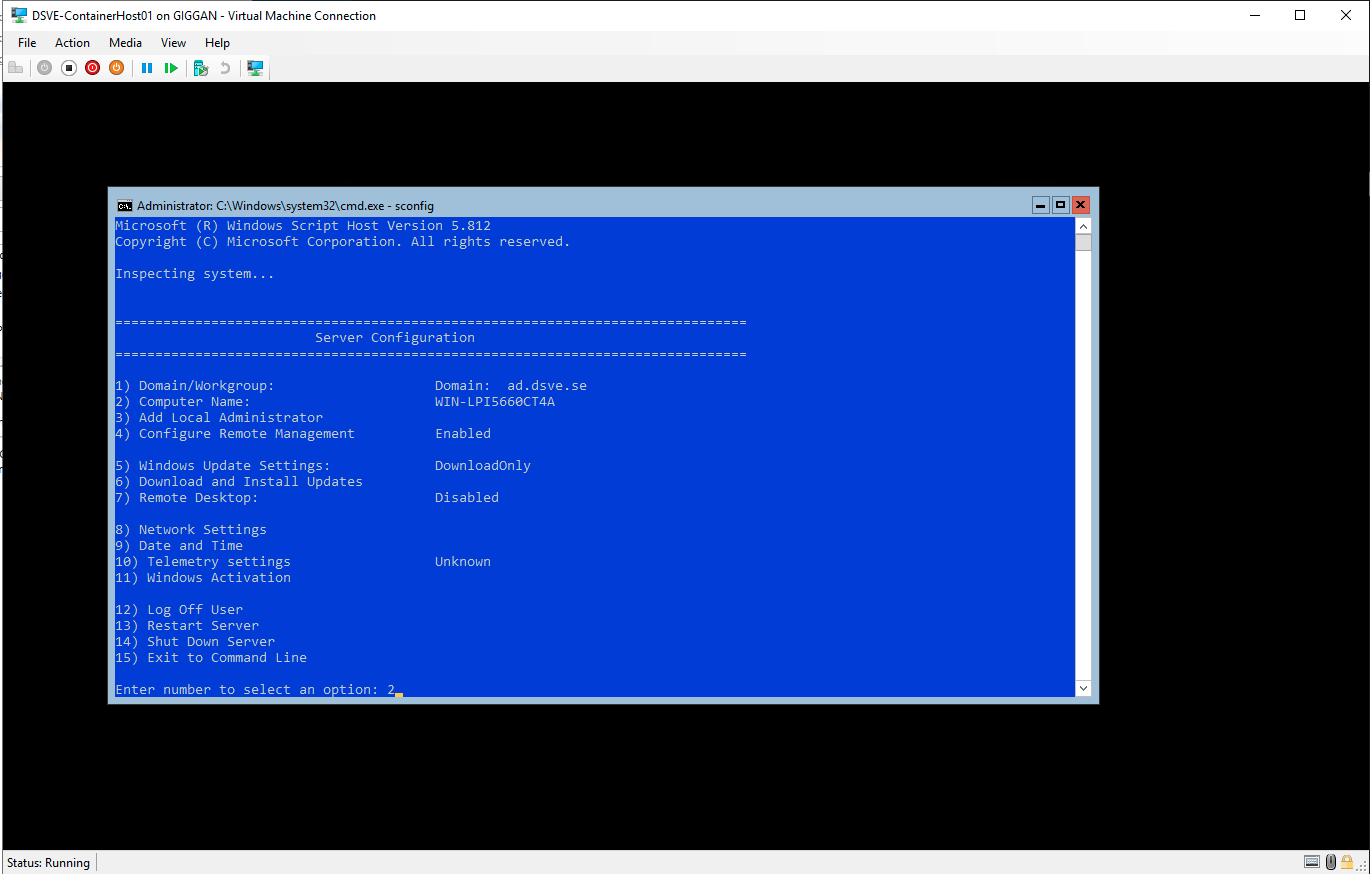 DSVE-ContainerHost01 on GIGGAN - Virtual Machine Connection
File Action Media View Help
Administrator: C:\Windows\system32\cmd.exe - sconfig
Microsoft (R) Windows Script Host Version 5.812
Copyright (C) Microsoft Corporation. All rights reserved.
Inspecting system...
===============================================================================
Server Configuration
===============================================================================
1) Domain/Workgroup: Domain: ad.dsve.se
2) Computer Name: WIN-LPI5660CT4A
3) Add Local Administrator
4) Configure Remote Management Enabled
5) Windows Update Settings: DownloadOnly
6) Download and Install Updates
7) Remote Desktop: Disabled
8) Network Settings
9) Date and Time
10) Telemetry settings Unknown
11) Windows Activation
12) Log Off User
13) Restart Server
14) Shut Down Server
15) Exit to Command Line
Enter number to select an option: 2
Status: Running